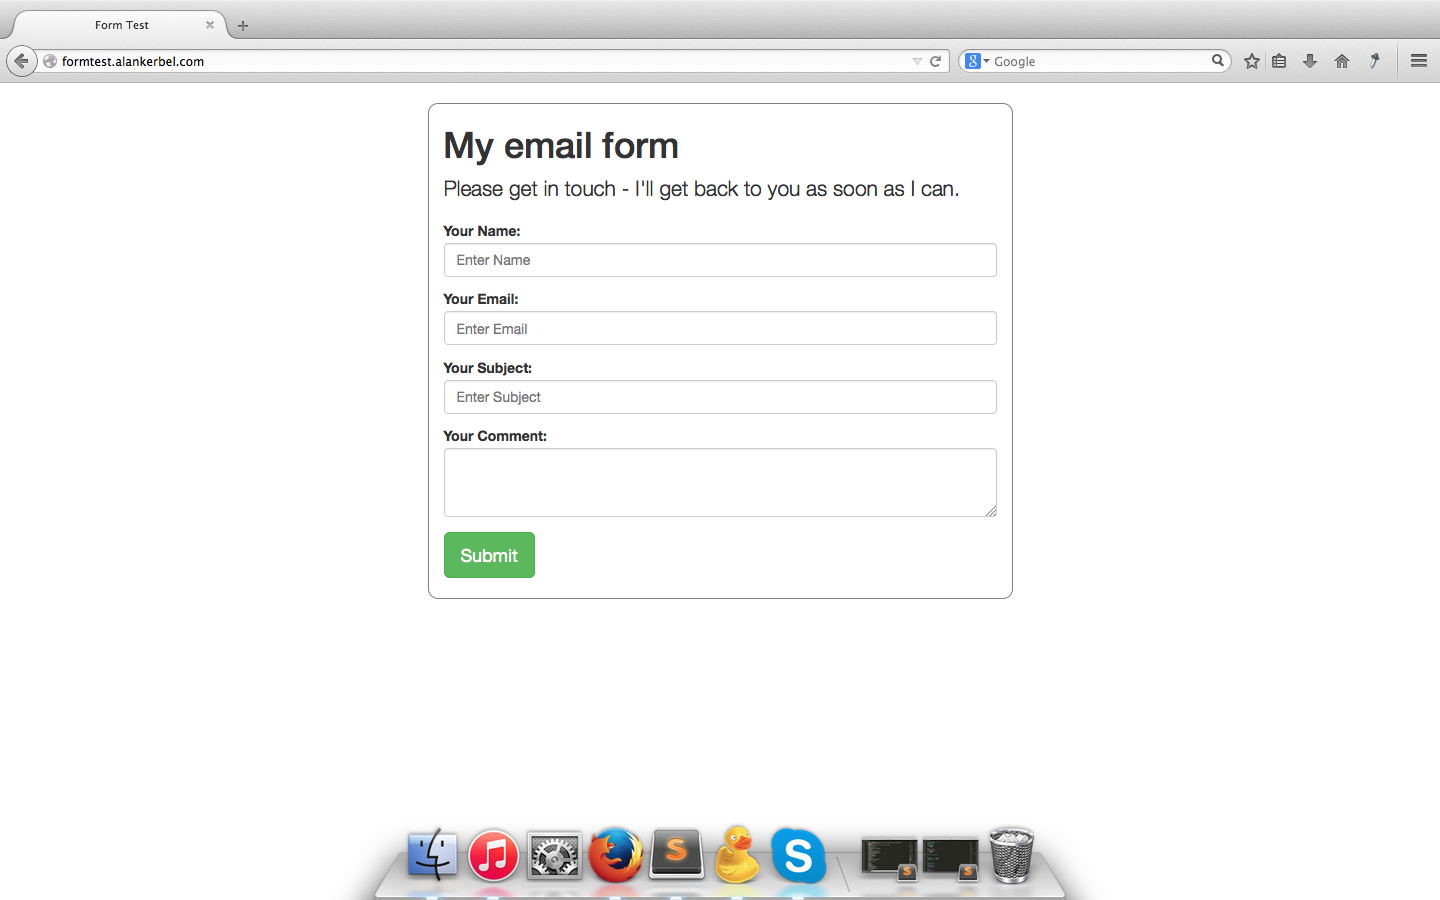 Form Test
formtest.alankerbel.com
Google
My email form
Please get in touch - I'll get back to you as soon as I can.
Your Name:
Enter Name
Your Email:
Enter Email
Your Subject:
Enter Subject
Your Comment:
Submit